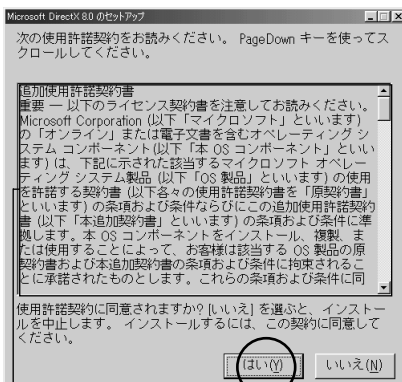 Microsoft DirectX 8.0 のセットアップ
次の使用許諾契約をお読みください。 PageDown キーを使ってス
クロールしてください。
追加使用許諾契約書
重要 ― 以下のライセンス契約書を注意してお読みください。
Microsoft Corporation (以下「マイクロソフト」といいます)
の「オンライン」または電子文書を含むオペレーティング シ
ステム コンポーネント(以下「本 OS コンポーネント」といい
ます) は、下記に示された該当するマイクロソフト オペレー
ティング システム製品 (以下「OS 製品」といいます) の使用
を許諾する契約書 (以下各々の使用許諾契約書を「原契約書」
といいます) の条項および条件ならびにこの追加使用許諾契約
書 (以下「本追加契約書」といいます) の条項および条件に準
拠します。本 OS コンポーネントをインストール、複製、ま
たは使用することによって、お客様は該当する OS 製品の原
契約書および本追加契約書の条項および条件に拘束されるこ
とに承諾されたものとします。これらの条項および条件に同
使用許諾契約に同意されますか? [いいえ] を選ぶと、インストー
ルを中止します。 インストールするには、この契約に同意して
ください。
はい(Y) いいえ(N)